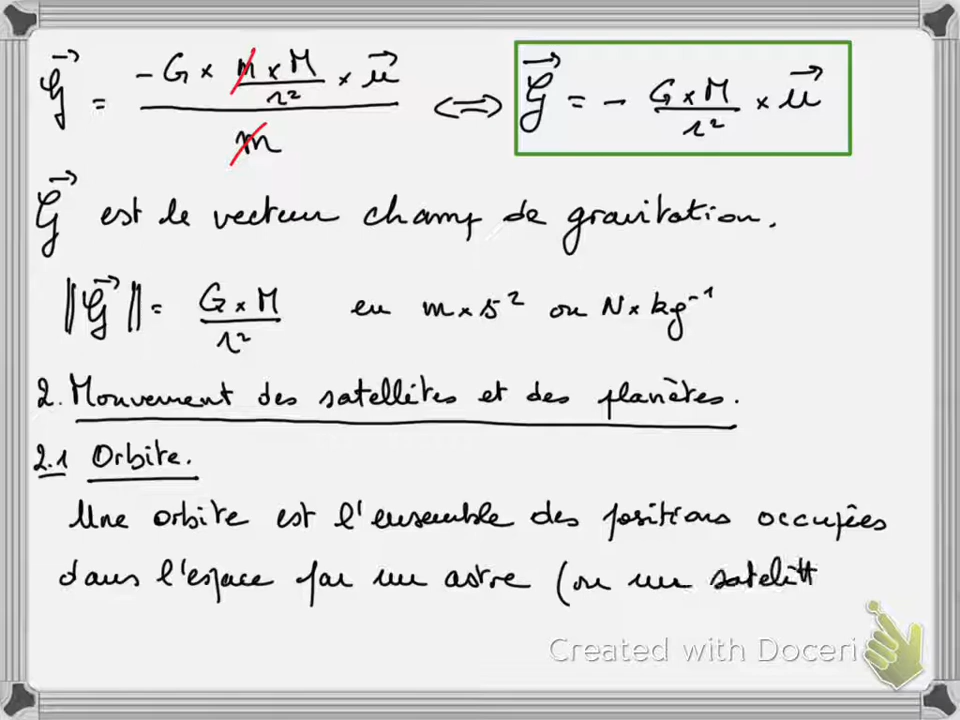 𝒢⃗ = (- G × m × M / r² × u⃗) / m ⟺ 𝒢⃗ = - G × M / r² × u⃗
𝒢⃗ est le vecteur champ de gravitation.
||𝒢⃗|| = G × M / r² en m × s² ou N × kg⁻¹
2. Mouvement des satellites et des planètes.
2.1 Orbite.
Une orbite est l'ensemble des positions occupées
dans l'espace par un astre (ou un satelitt
Created with Doceri